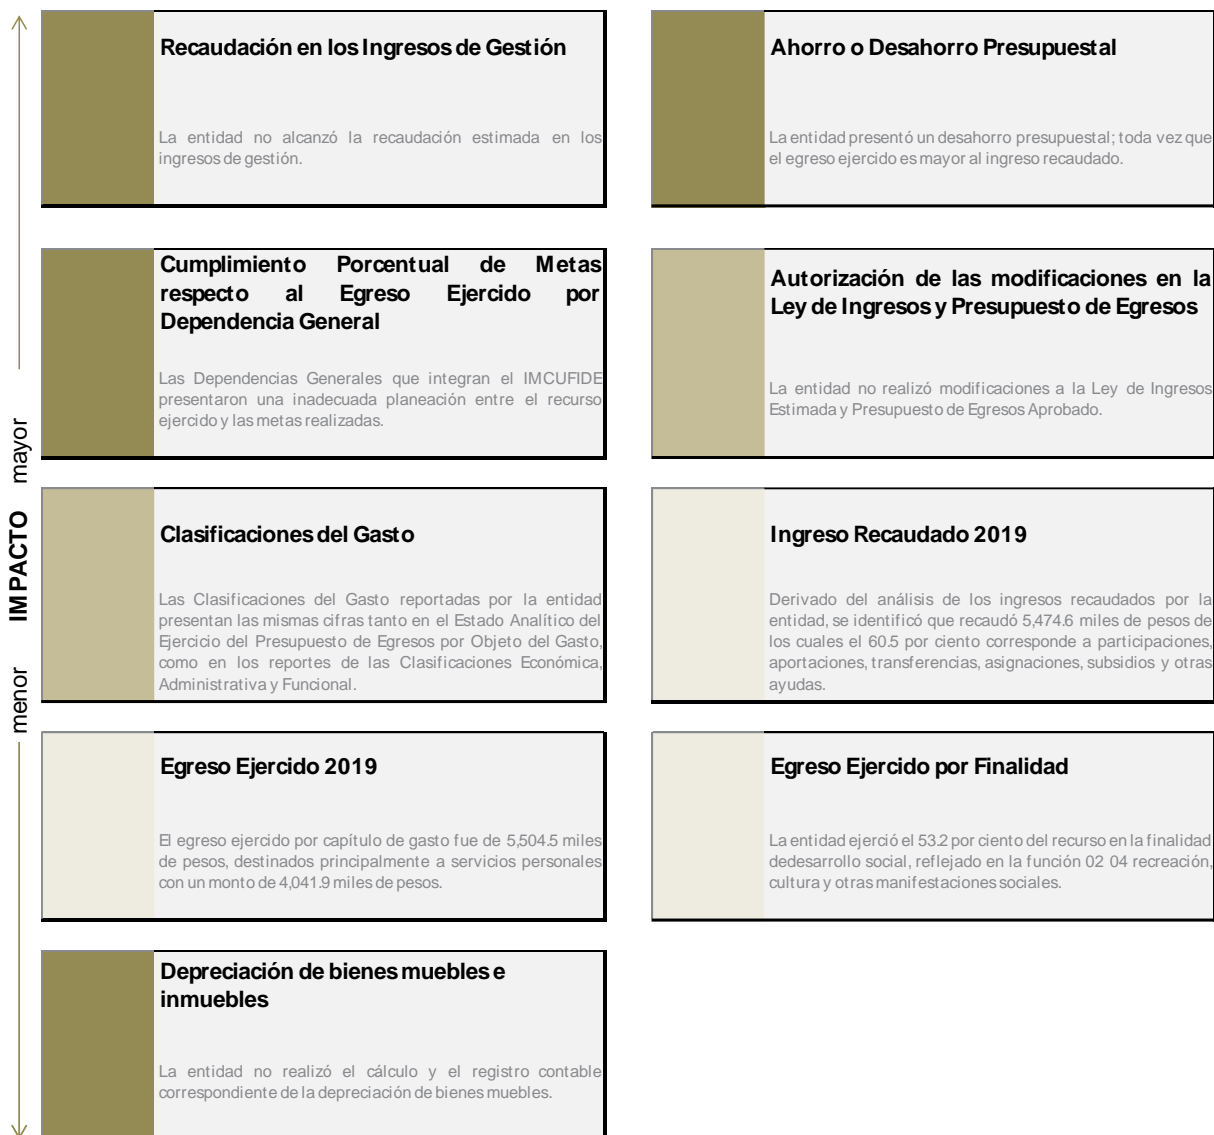 Recaudación en los Ingresos de Gestión
La entidad no alcanzó la recaudación estimada en los
ingresos de gestión.
Ahorro o Desahorro Presupuestal
La entidad presentó un desahorro presupuestal; toda vez que
el egreso ejercido es mayor al ingreso recaudado.
Cumplimiento Porcentual de Metas
respecto al Egreso Ejercido por
Dependencia General
Las Dependencias Generales que integran el IMCUFIDE
presentaron una inadecuada planeación entre el recurso
ejercido y las metas realizadas.
Autorización de las modificaciones en la
Ley de Ingresos y Presupuesto de Egresos
La entidad no realizó modificaciones a la Ley de Ingresos
Estimada y Presupuesto de Egresos Aprobado.
menor IMPACTO mayor
Clasificaciones del Gasto
Las Clasificaciones del Gasto reportadas por la entidad
presentan las mismas cifras tanto en el Estado Analítico del
Ejercicio del Presupuesto de Egresos por Objeto del Gasto,
como en los reportes de las Clasificaciones Económica,
Administrativa y Funcional.
Ingreso Recaudado 2019
Derivado del análisis de los ingresos recaudados por la
entidad, se identificó que recaudó 5,474.6 miles de pesos de
los cuales el 60.5 por ciento corresponde a participaciones,
aportaciones, transferencias, asignaciones, subsidios y otras
ayudas.
Egreso Ejercido 2019
El egreso ejercido por capítulo de gasto fue de 5,504.5 miles
de pesos, destinados principalmente a servicios personales
con un monto de 4,041.9 miles de pesos.
Egreso Ejercido por Finalidad
La entidad ejerció el 53.2 por ciento del recurso en la finalidad
dedesarrollo social, reflejado en la función 02 04 recreación,
cultura y otras manifestaciones sociales.
Depreciación de bienes muebles e
inmuebles
La entidad no realizó el cálculo y el registro contable
correspondiente de la depreciación de bienes muebles.